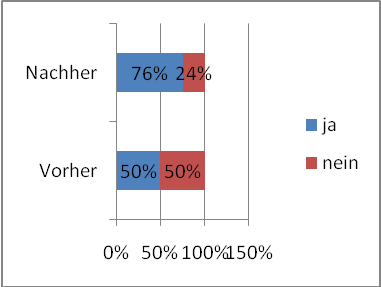 Nachher
76% 24%
ja
nein
Vorher
50% 50%
0% 50% 100% 150%